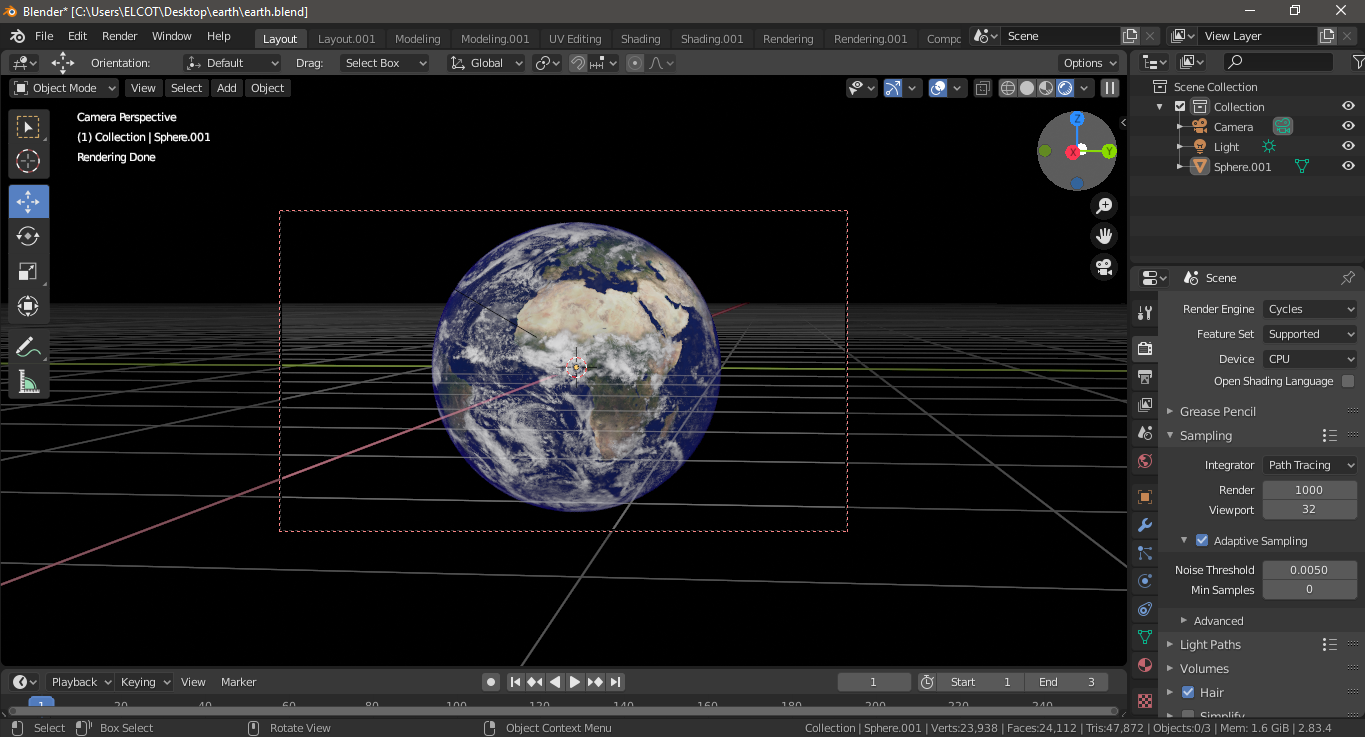 Blender* [C:\Users\ELCOT\Desktop\earth\earth.blend]
File Edit Render Window Help Layout Layout.001 Modeling Modeling.001 UV Editing Shading Shading.001 Rendering Rendering.001 Compo Scene View Layer
Orientation: Default Drag: Select Box Global Options
Object Mode View Select Add Object
Scene Collection
Collection
Camera
Light
Sphere.001
Camera Perspective
(1) Collection | Sphere.001
Rendering Done
Z
X Y
Scene
Render Engine Cycles
Feature Set Supported
Device CPU
Open Shading Language
Grease Pencil
Sampling
Integrator Path Tracing
Render 1000
Viewport 32
Adaptive Sampling
Noise Threshold 0.0050
Min Samples 0
Advanced
Light Paths
Volumes
Hair
Simplify
Playback Keying View Marker 1 Start 1 End 3
1 20 40 60 80 100 120 140 160 180 200 220 240
Select Box Select Rotate View Object Context Menu Collection | Sphere.001 | Verts:23,938 | Faces:24,112 | Tris:47,872 | Objects:0/3 | Mem: 1.6 GiB | 2.83.4